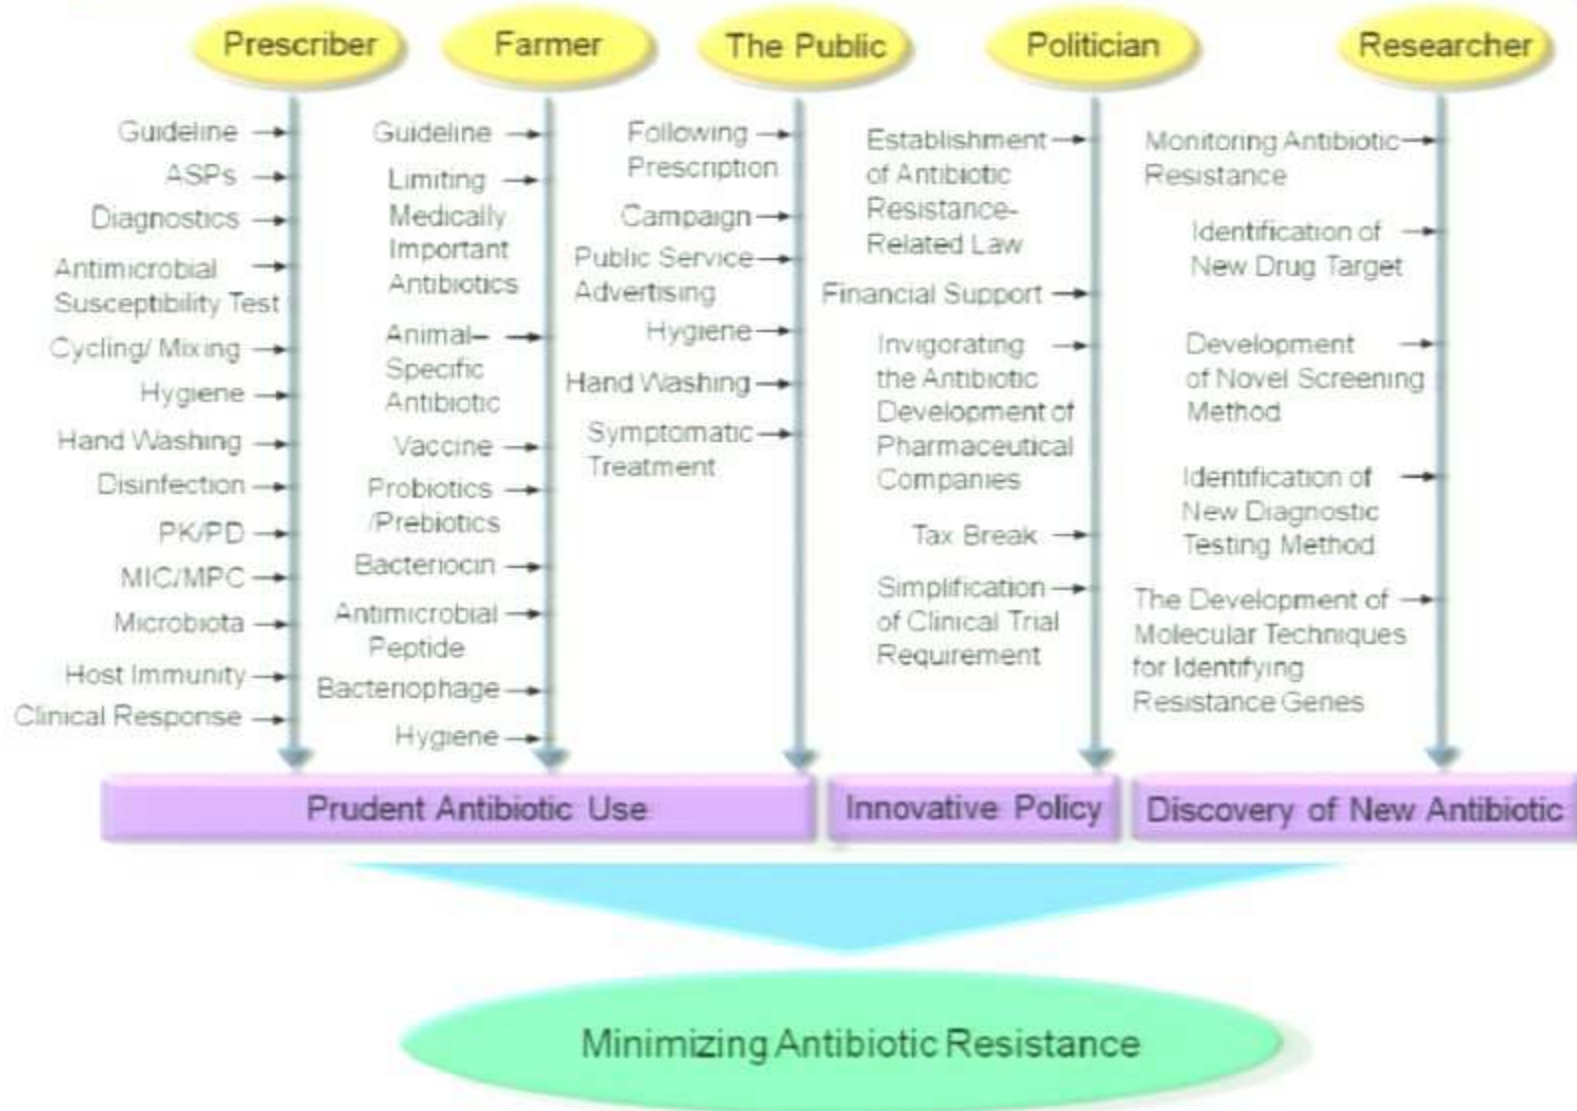 Prescriber
Guideline
ASPs
Diagnostics
Antimicrobial
Susceptibility Test
Cycling/ Mixing
Hygiene
Hand Washing
Disinfection
PK/PD
MIC/MPC
Microbiota
Host Immunity
Clinical Response
Farmer
Guideline
Limiting
Medically
Important
Antibiotics
Animal–
Specific
Antibiotic
Vaccine
Probiotics
/Prebiotics
Bacteriocin
Antimicrobial
Peptide
Bacteriophage
Hygiene
The Public
Following
Prescription
Campaign
Public Service
Advertising
Hygiene
Hand Washing
Symptomatic
Treatment
Politician
Establishment
of Antibiotic
Resistance-
Related Law
Financial Support
Invigorating
the Antibiotic
Development of
Pharmaceutical
Companies
Tax Break
Simplification
of Clinical Trial
Requirement
Researcher
Monitoring Antibiotic
Resistance
Identification of
New Drug Target
Development
of Novel Screening
Method
Identification of
New Diagnostic
Testing Method
The Development of
Molecular Techniques
for Identifying
Resistance Genes
Prudent Antibiotic Use
Innovative Policy
Discovery of New Antibiotic
Minimizing Antibiotic Resistance